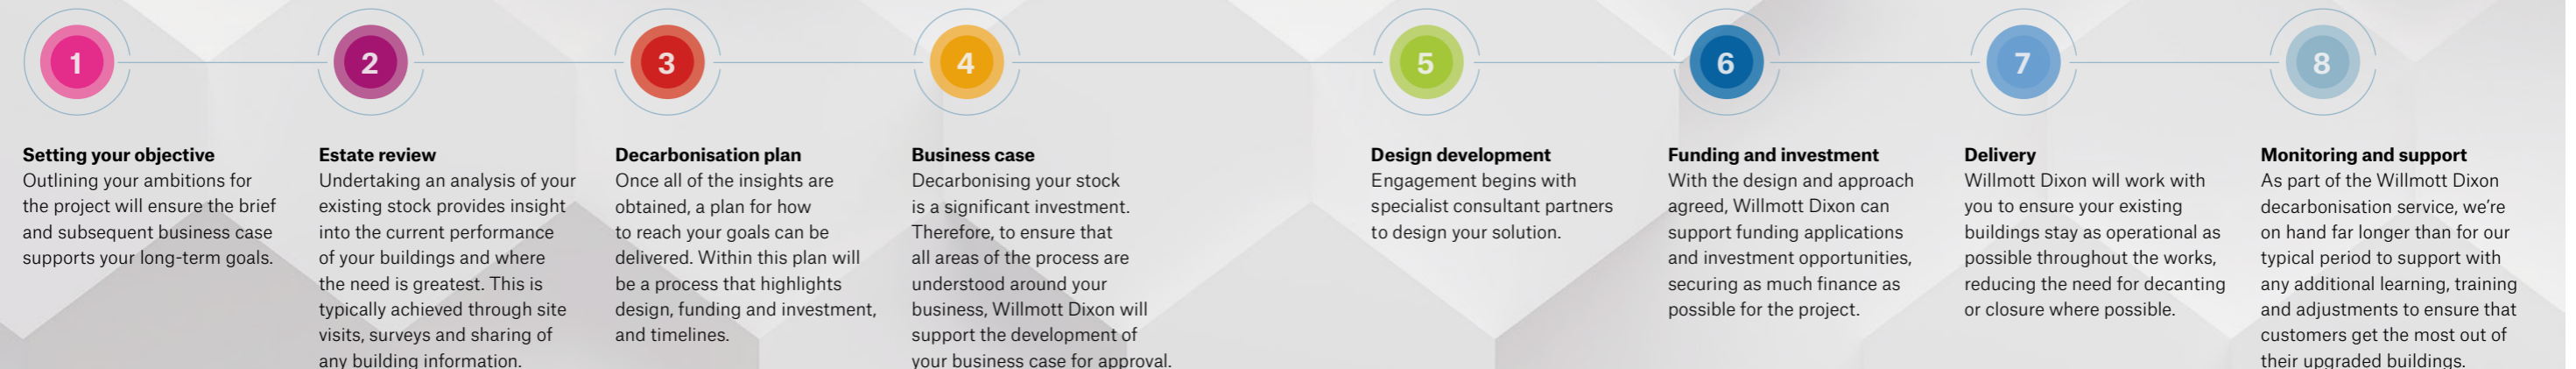 1
2
3
4
5
6
7
8
Setting your objective
Outlining your ambitions for
the project will ensure the brief
and subsequent business case
supports your long-term goals.
Estate review
Undertaking an analysis of your
existing stock provides insight
into the current performance
of your buildings and where
the need is greatest. This is
typically achieved through site
visits, surveys and sharing of
any building information.
Decarbonisation plan
Once all of the insights are
obtained, a plan for how
to reach your goals can be
delivered. Within this plan will
be a process that highlights
design, funding and investment,
and timelines.
Business case
Decarbonising your stock
is a significant investment.
Therefore, to ensure that
all areas of the process are
understood around your
business, Willmott Dixon will
support the development of
your business case for approval.
Design development
Engagement begins with
specialist consultant partners
to design your solution.
Funding and investment
With the design and approach
agreed, Willmott Dixon can
support funding applications
and investment opportunities,
securing as much finance as
possible for the project.
Delivery
Willmott Dixon will work with
you to ensure your existing
buildings stay as operational as
possible throughout the works,
reducing the need for decanting
or closure where possible.
Monitoring and support
As part of the Willmott Dixon
decarbonisation service, we’re
on hand far longer than for our
typical period to support with
any additional learning, training
and adjustments to ensure that
customers get the most out of
their upgraded buildings.